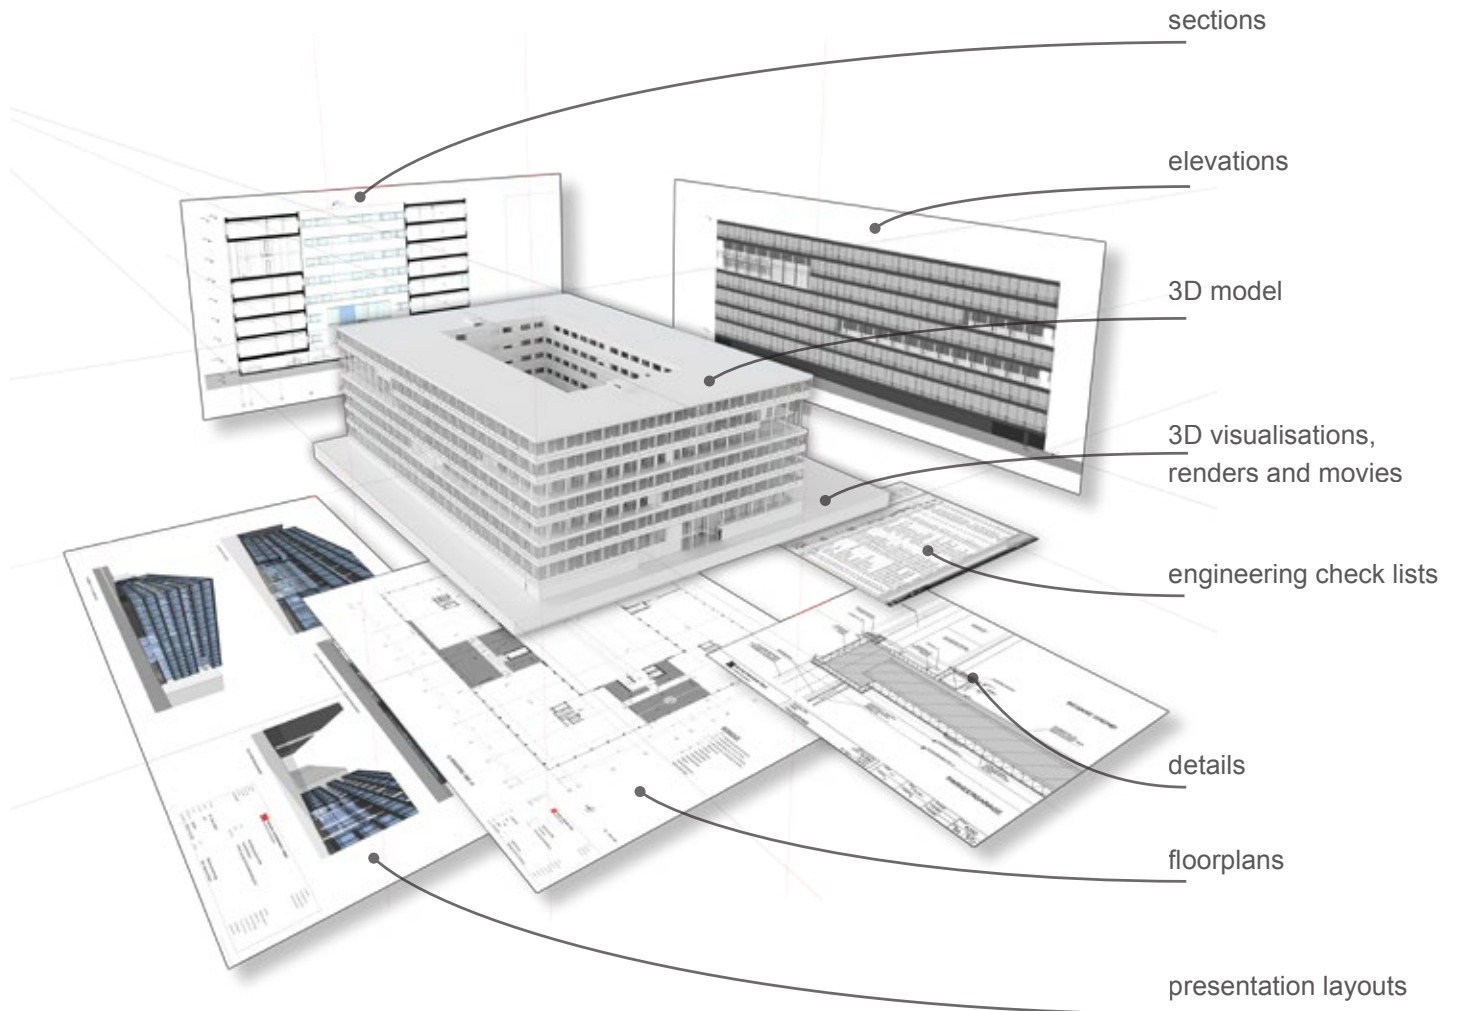 sections
elevations
3D model
3D visualisations,
renders and movies
engineering check lists
details
floorplans
presentation layouts